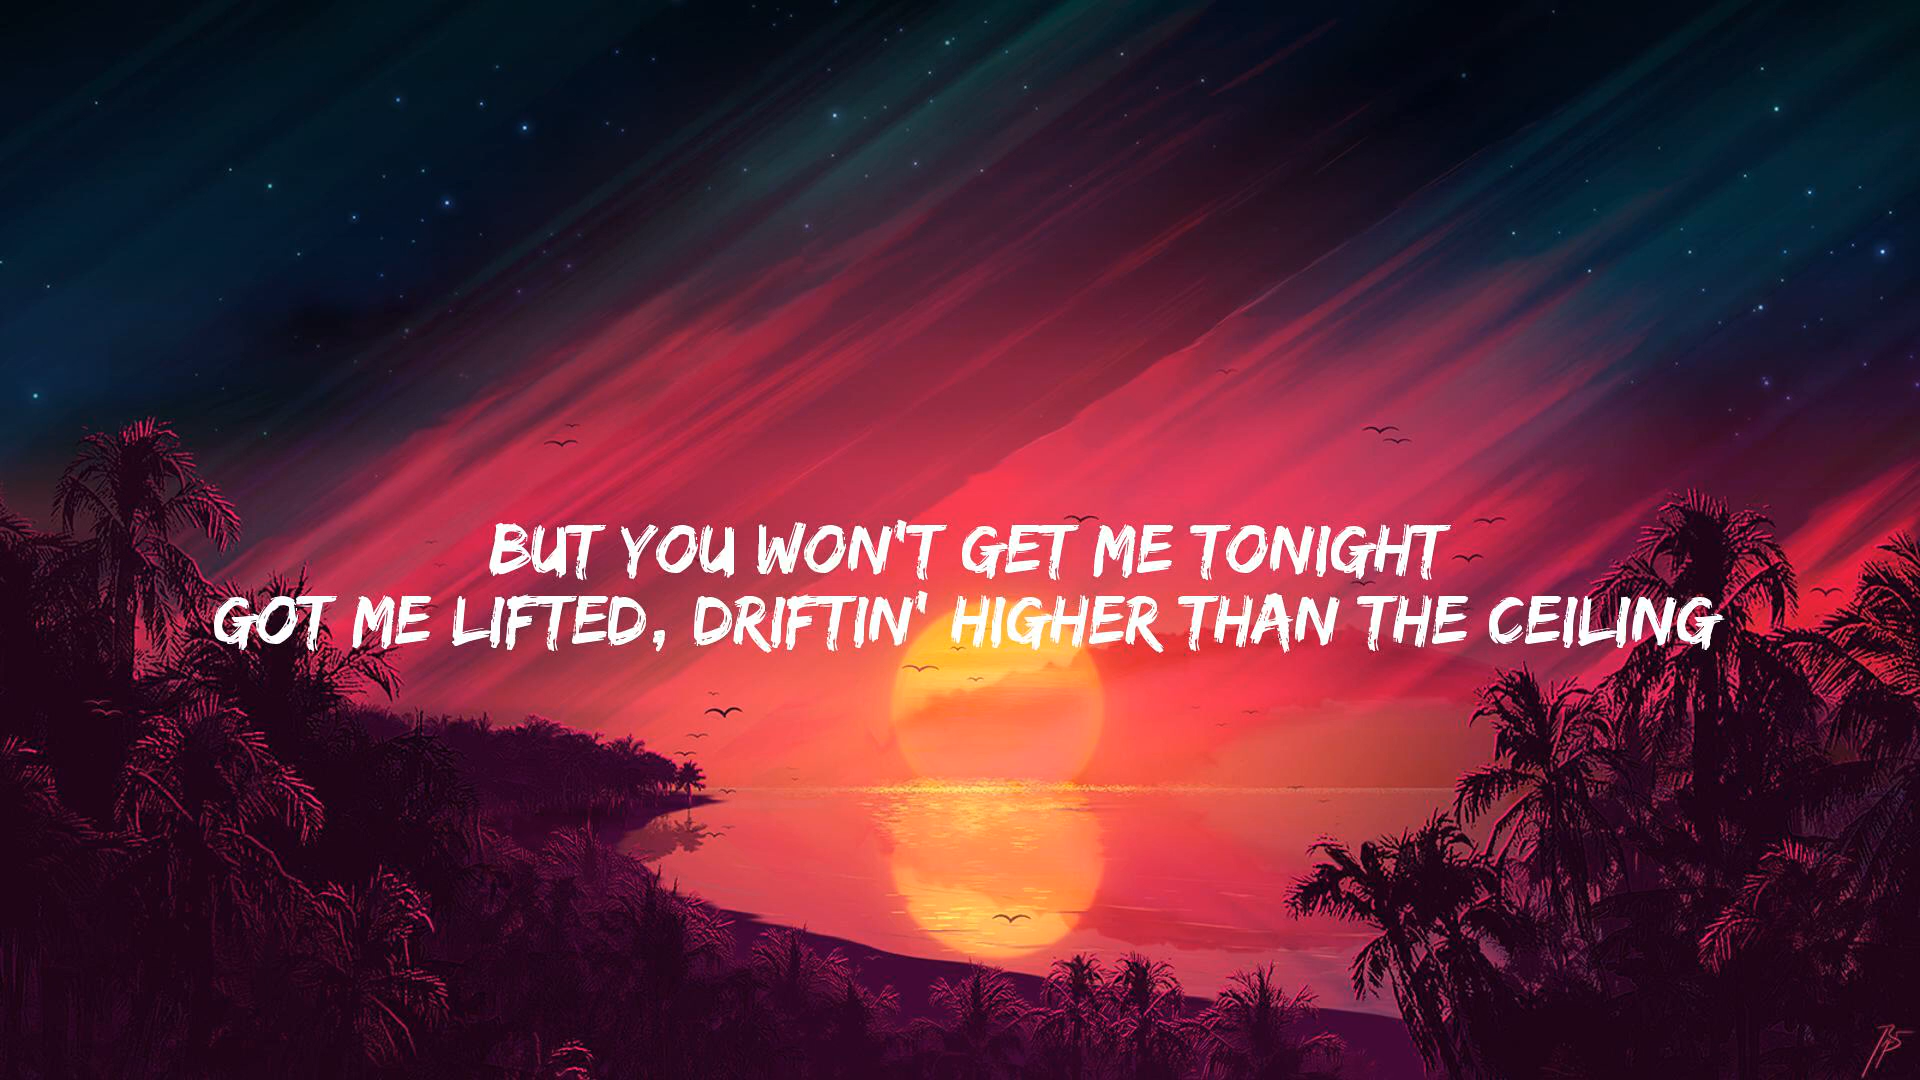 BUT YOU WON'T GET ME TONIGHT
GOT ME LIFTED, DRIFTIN' HIGHER THAN THE CEILING